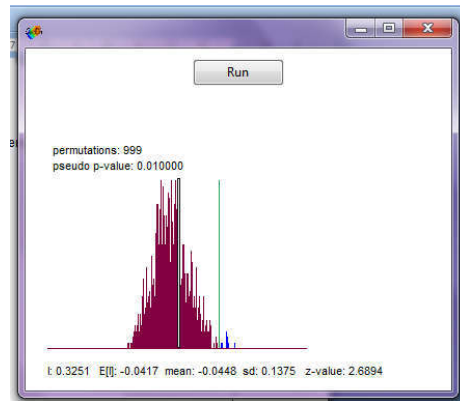 Run
permutations: 999
pseudo p-value: 0.010000
I: 0.3251 E[I]: -0.0417 mean: -0.0448 sd: 0.1375 z-value: 2.6894